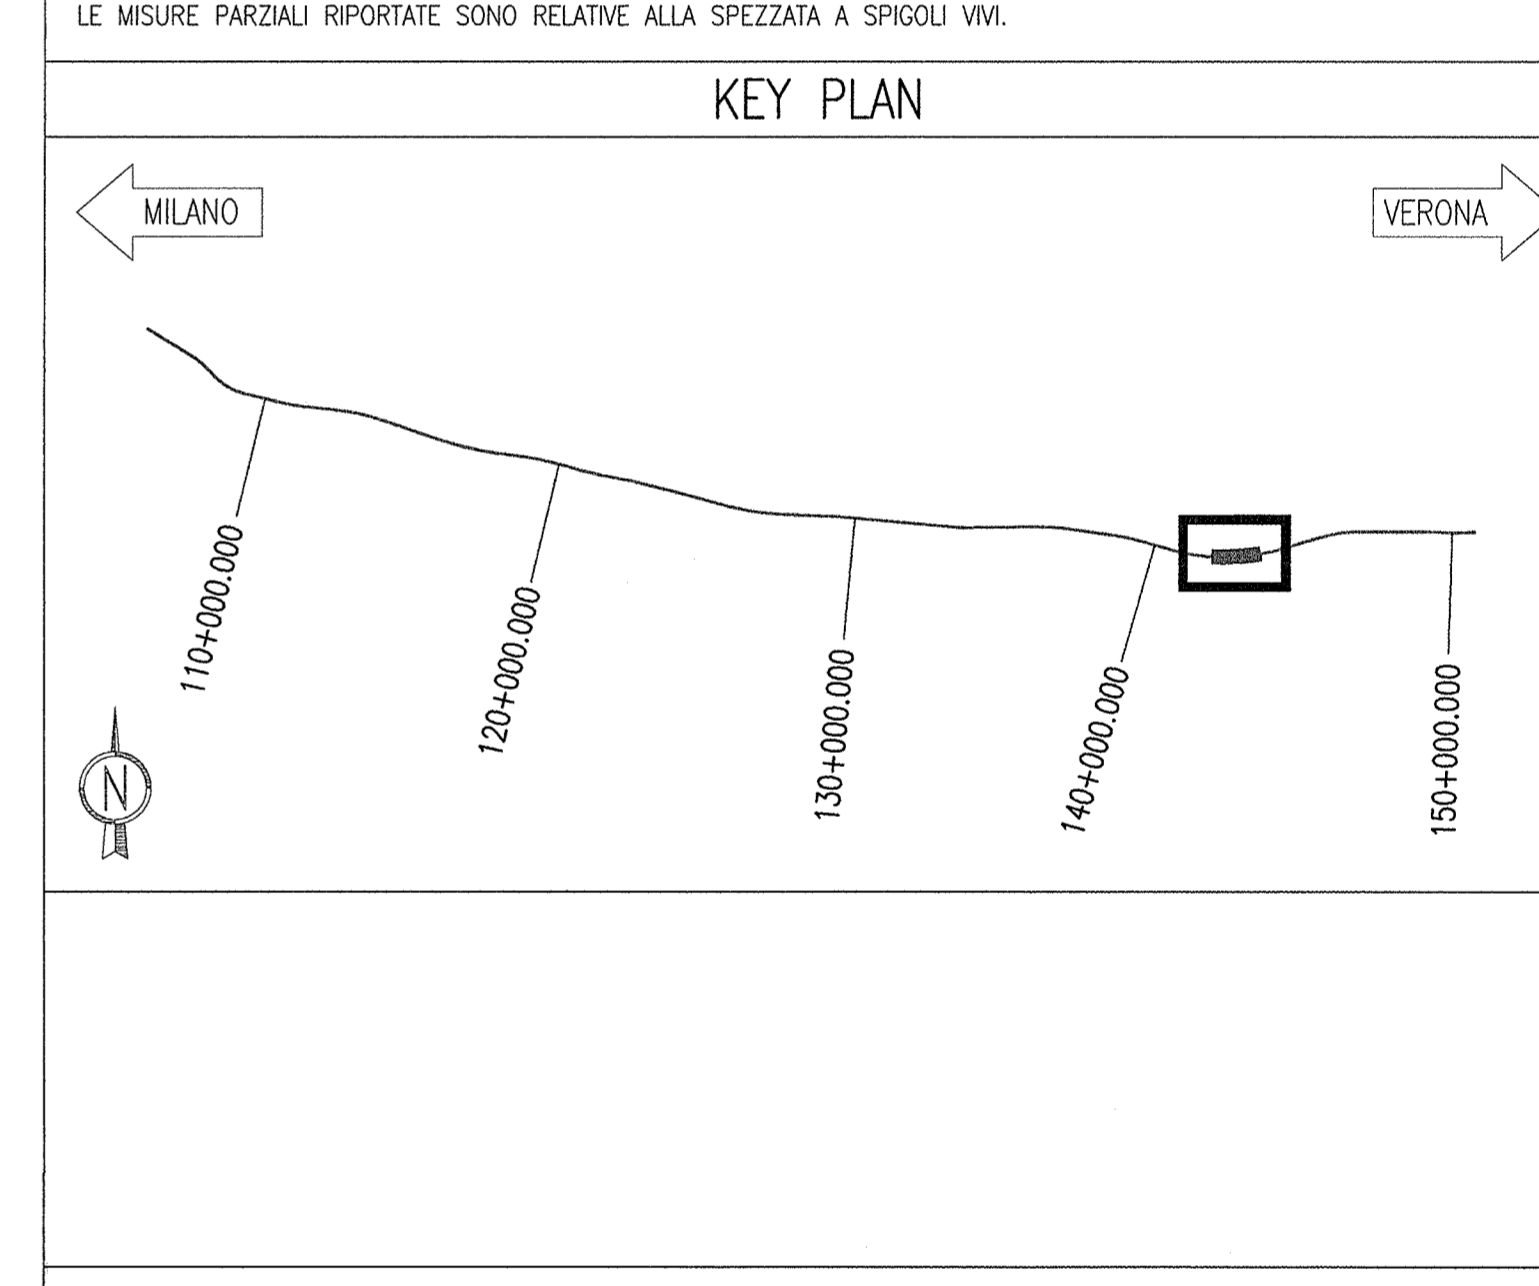 LE MISURE PARZIALI RIPORTATE SONO RELATIVE ALLA SPEZZATA A SPIGOLI VIVI.
KEY PLAN
MILANO
VERONA
110+000.000
120+000.000
130+000.000
140+000.000
150+000.000
N